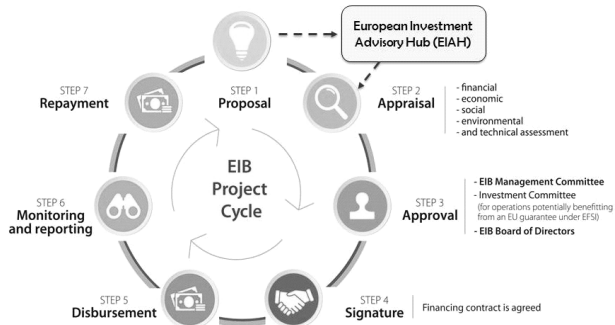 European Investment
Advisory Hub (EIAH)
STEP 1
Proposal
STEP 2
Appraisal
- financial
- economic
- social
- environmental
- and technical assessment
STEP 3
Approval
- EIB Management Committee
- Investment Committee
(for operations potentially benefitting
from an EU guarantee under EFSI)
- EIB Board of Directors
STEP 4
Signature
Financing contract is agreed
STEP 5
Disbursement
STEP 6
Monitoring
and reporting
STEP 7
Repayment
EIB
Project
Cycle